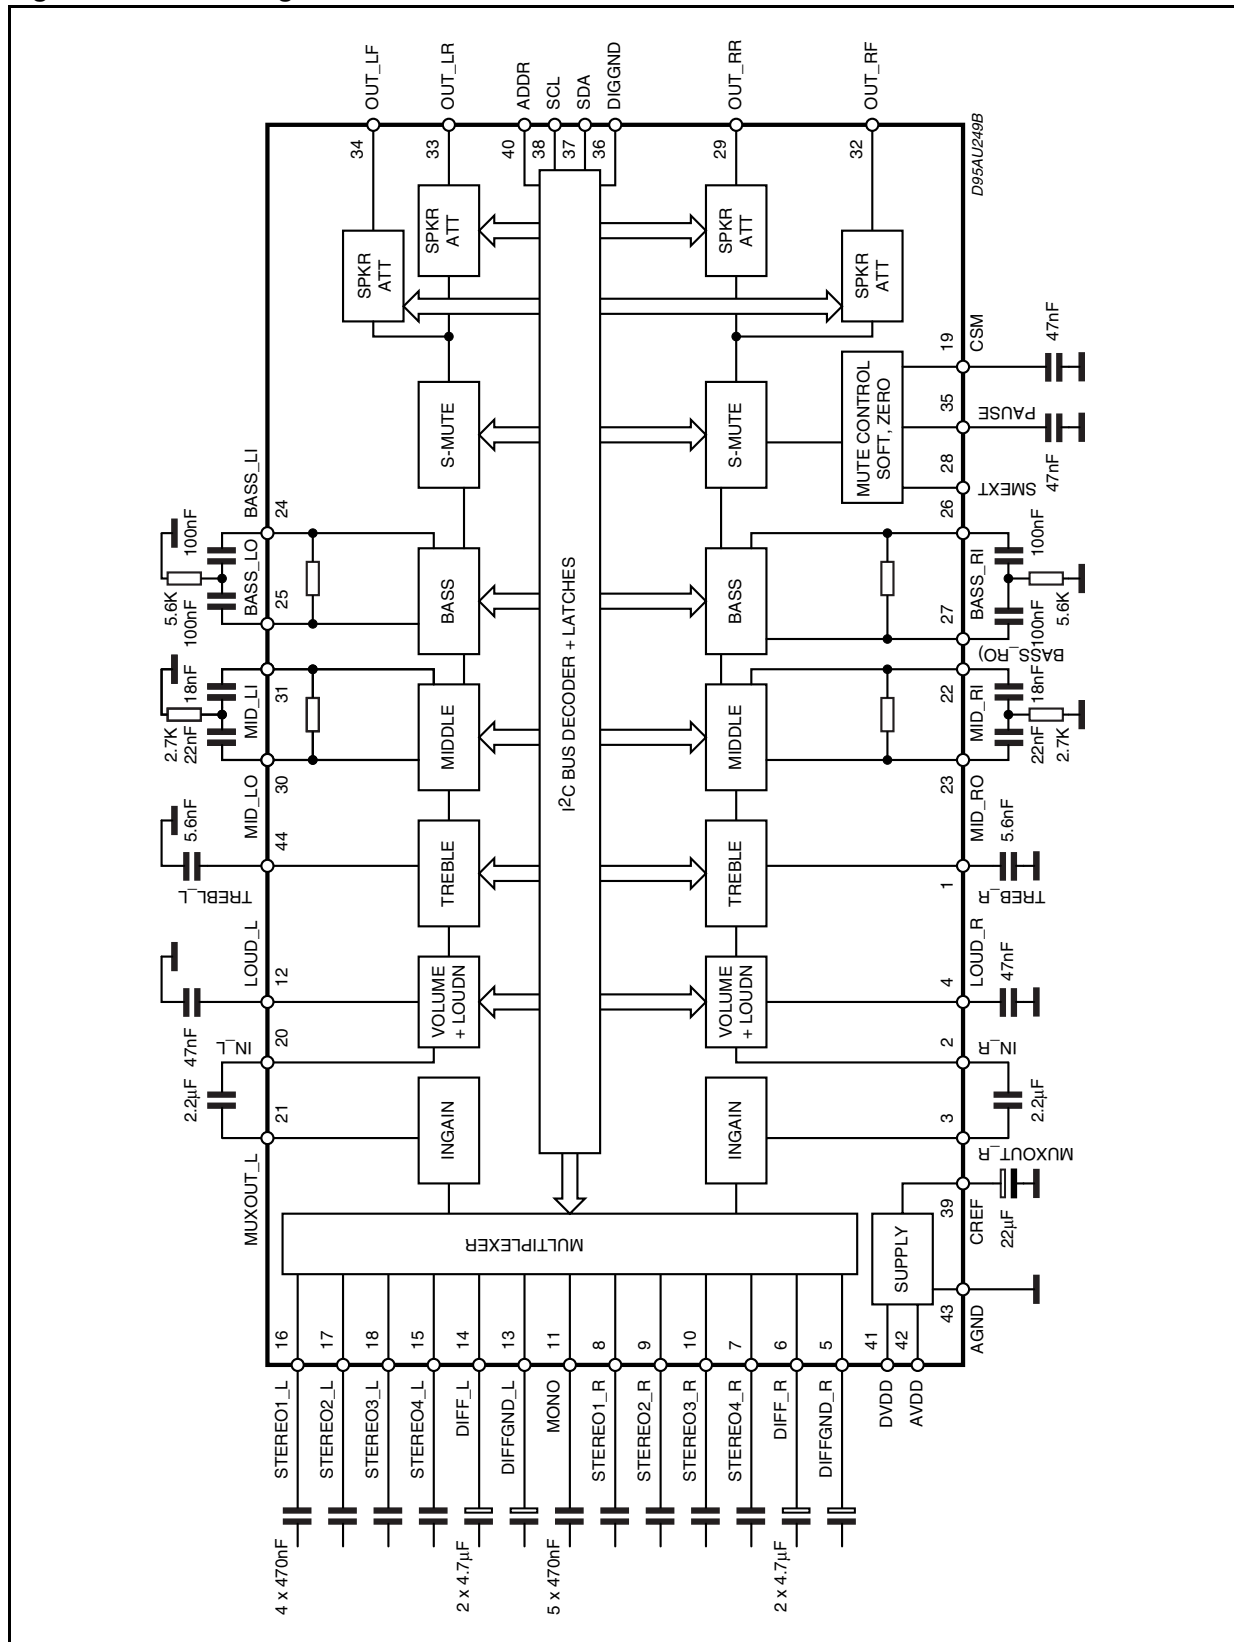 OUT_LF
34
OUT_LR
33
ADDR
40
SCL
38
SDA
37
DIGGND
36
OUT_RR
29
OUT_RF
32
D95AU249B
SPKR
ATT
SPKR
ATT
SPKR
ATT
SPKR
ATT
S-MUTE
S-MUTE
MUTE CONTROL
SOFT, ZERO
19
CSM
47nF
35
PAUSE
47nF
28
SMEXT
26
BASS_LI
24
100nF
BASS_LO
25
5.6K
100nF
BASS
BASS
BASS_RI
100nF
27
100nF
5.6K
BASS_RO)
18nF
MID_LI
31
2.7K
22nF
30
MID_LO
MIDDLE
MIDDLE
22
18nF
MID_RI
22nF
2.7K
23
MID_RO
I²C BUS DECODER + LATCHES
5.6nF
44
TREBL_L
TREBLE
TREBLE
1
5.6nF
TREB_R
LOUD_L
12
47nF
20
IN_L
VOLUME
+ LOUDN
VOLUME
+ LOUDN
LOUD_R
4
47nF
2
IN_R
2.2µF
21
MUXOUT_L
INGAIN
INGAIN
3
2.2µF
MUXOUT_R
MULTIPLEXER
SUPPLY
39
CREF
22µF
43
AGND
41
DVDD
42
AVDD
16
STEREO1_L
17
STEREO2_L
18
STEREO3_L
15
STEREO4_L
14
DIFF_L
13
DIFFGND_L
11
MONO
8
STEREO1_R
9
STEREO2_R
10
STEREO3_R
7
STEREO4_R
6
DIFF_R
5
DIFFGND_R
4 x 470nF
2 x 4.7µF
5 x 470nF
2 x 4.7µF